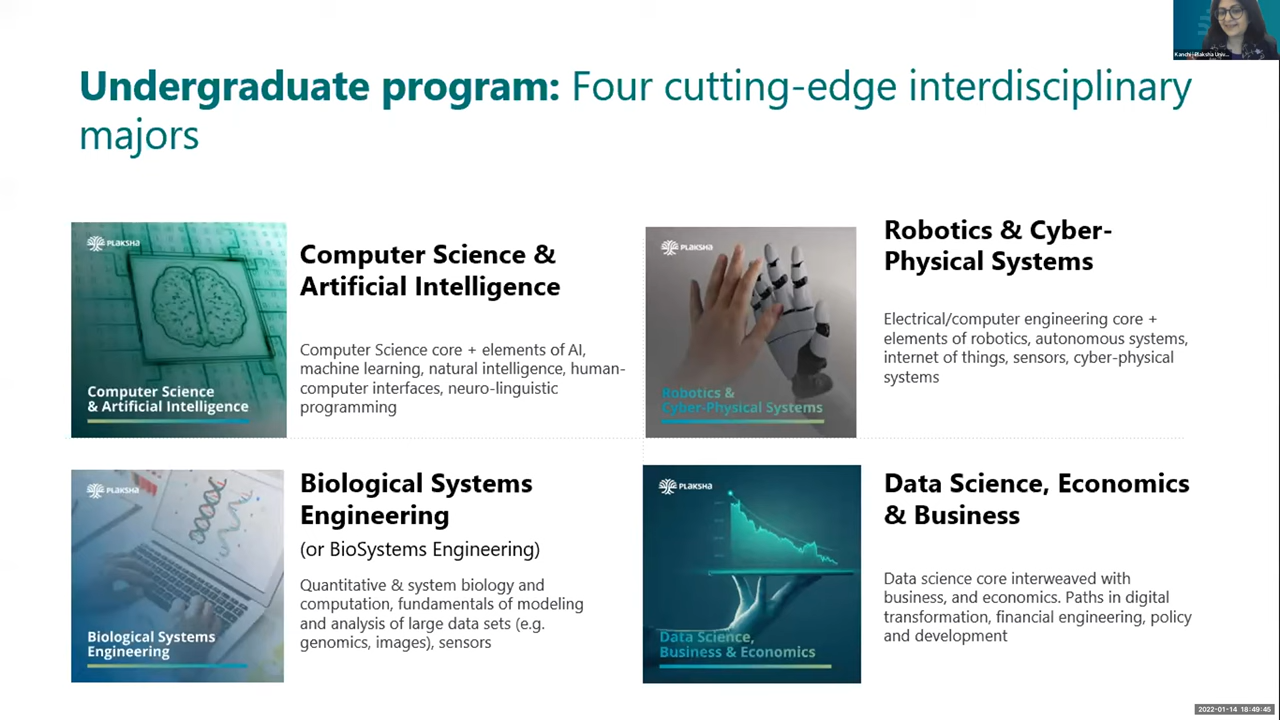 Kanchi -Plaksha Univ...
Undergraduate program: Four cutting-edge interdisciplinary
majors
PLAKSHA
Computer Science
& Artificial Intelligence
Computer Science &
Artificial Intelligence
Computer Science core + elements of AI,
machine learning, natural intelligence, human-
computer interfaces, neuro-linguistic
programming
PLAKSHA
Robotics &
Cyber-Physical Systems
Robotics & Cyber-
Physical Systems
Electrical/computer engineering core +
elements of robotics, autonomous systems,
internet of things, sensors, cyber-physical
systems
PLAKSHA
Biological Systems
Engineering
Biological Systems
Engineering
(or BioSystems Engineering)
Quantitative & system biology and
computation, fundamentals of modeling
and analysis of large data sets (e.g.
genomics, images), sensors
PLAKSHA
Data Science,
Business & Economics
Data Science, Economics
& Business
Data science core interweaved with
business, and economics. Paths in digital
transformation, financial engineering, policy
and development
2022-01-14 18:49:45